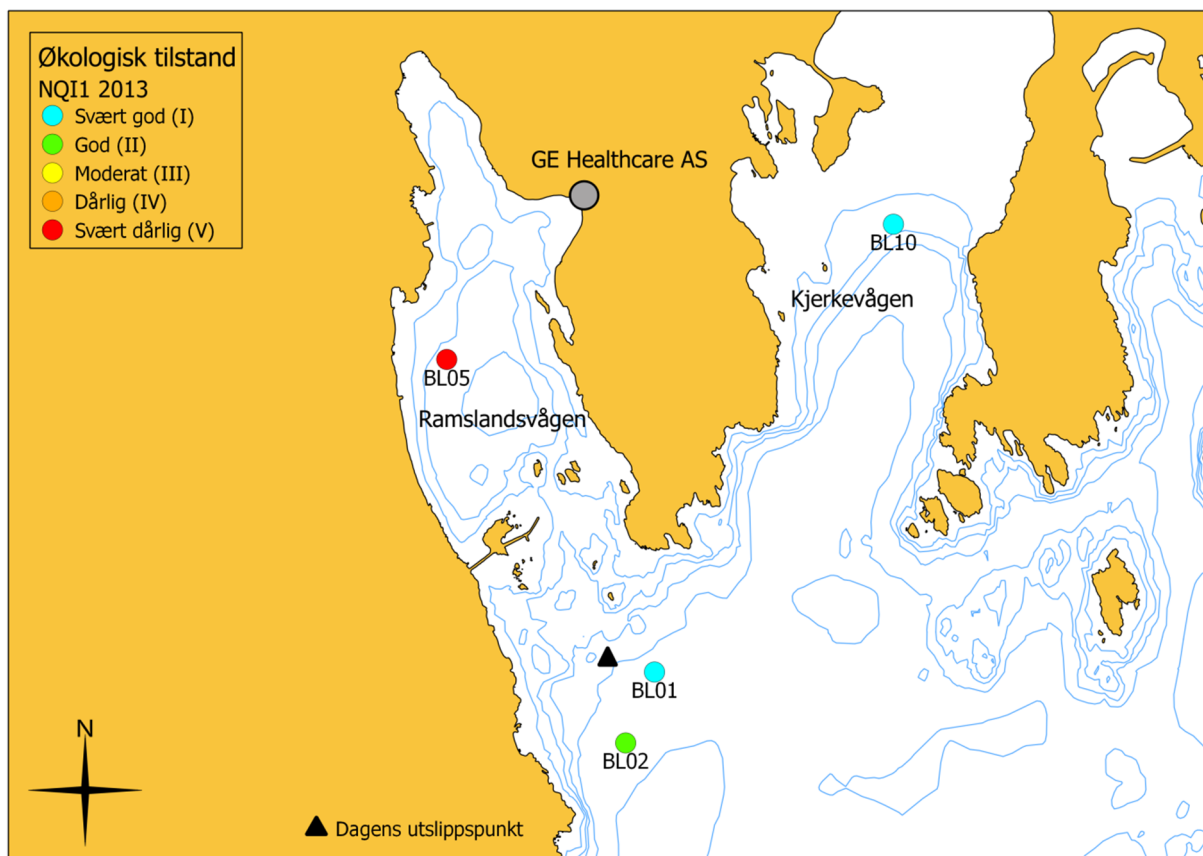 Økologisk tilstand
NQI1 2013
Svært god (I)
God (II)
Moderat (III)
Dårlig (IV)
Svært dårlig (V)
GE Healthcare AS
BL10
Kjerkevågen
BL05
Ramslandsvågen
BL01
BL02
N
Dagens utslippspunkt